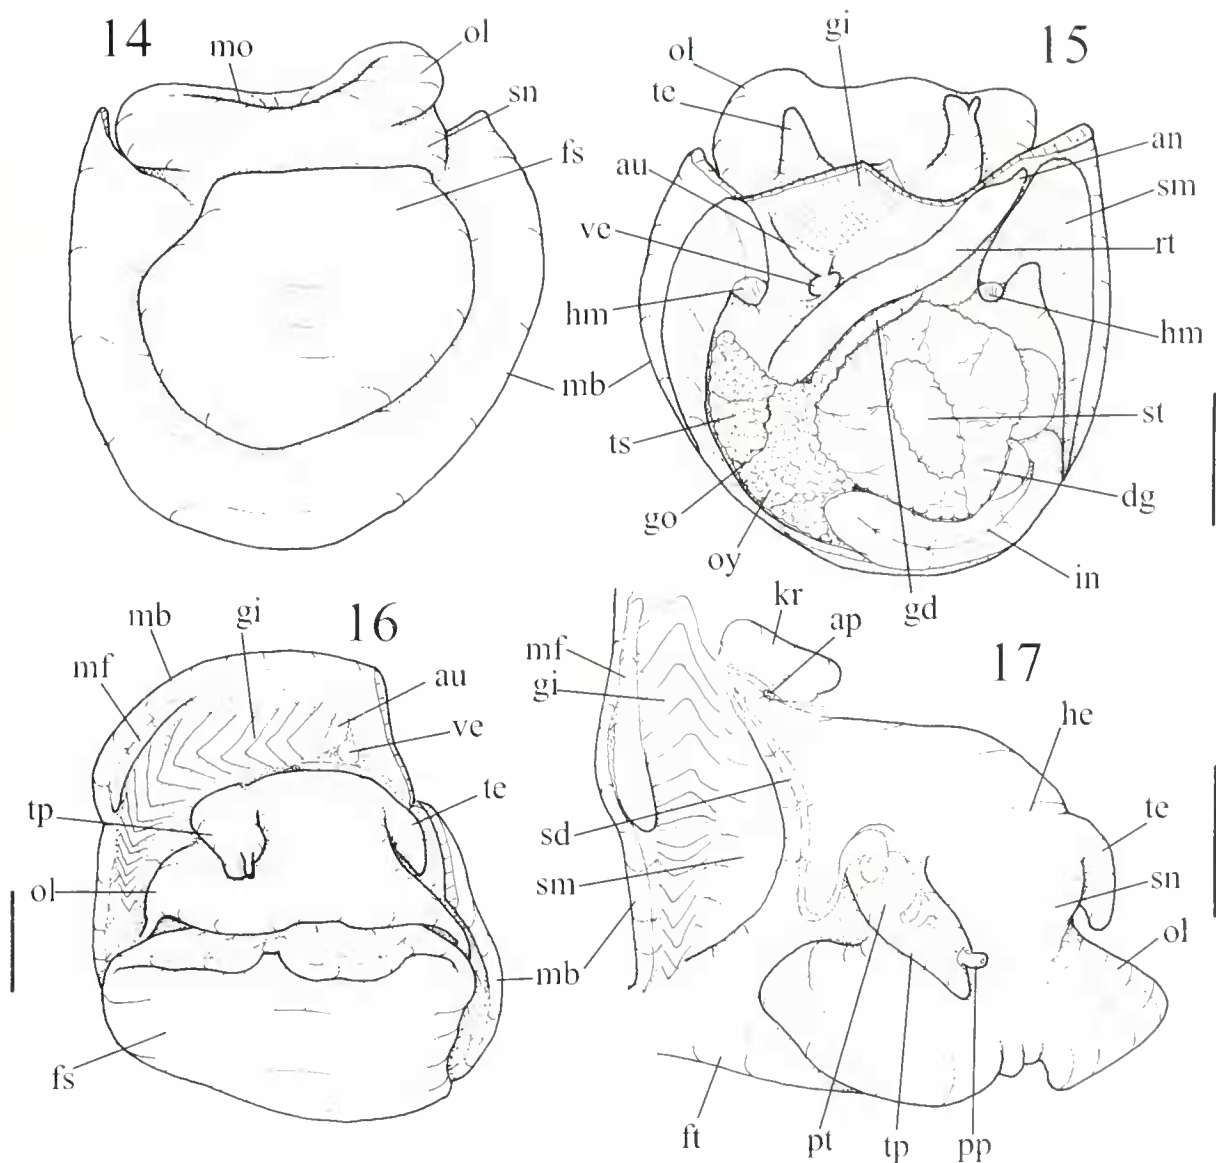 14
mo
ol
sn
fs
mb
15
gi
ol
te
au
ve
hm
ts
go
oy
gd
an
sm
rt
hm
st
dg
in
16
mb
gi
mf
au
ve
te
tp
ol
mb
fs
17
kr
ap
mf
gi
he
te
sd
sn
sm
ol
mb
ft
pt
tp
pp